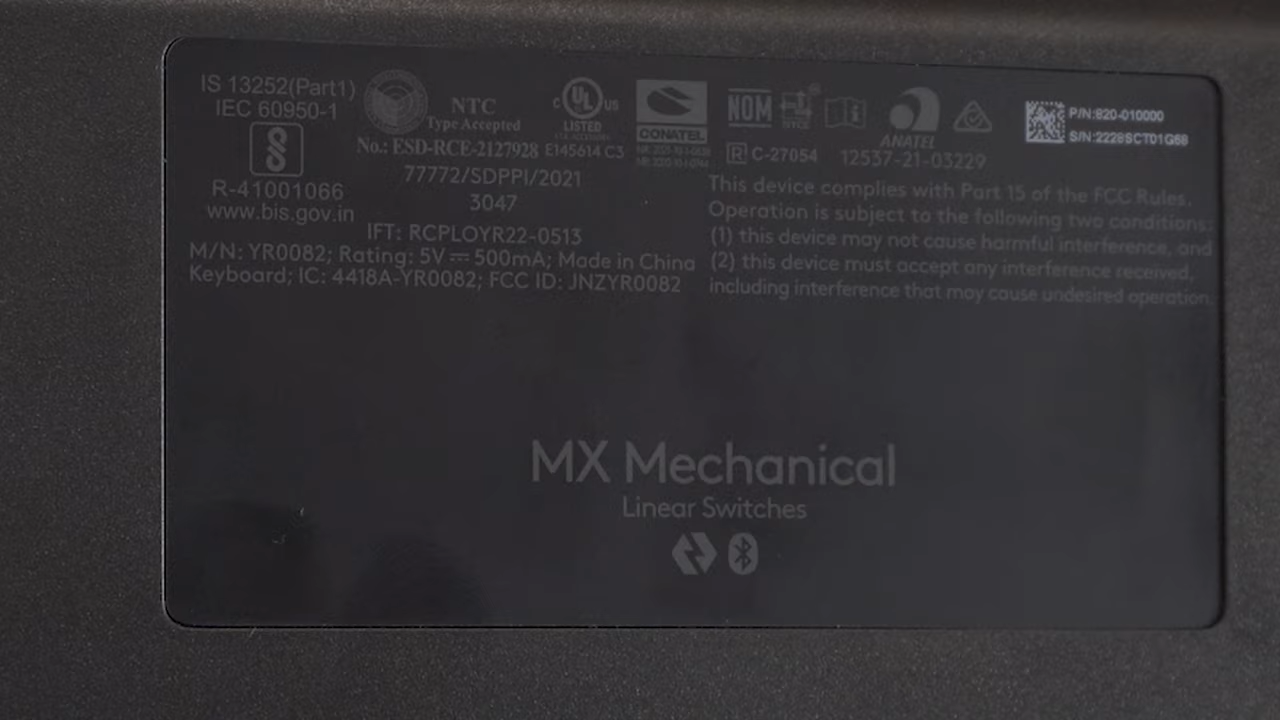 IS 13252(Part1)
IEC 60950-1
R-41001066
www.bis.gov.in
NTC
Type Accepted
No.: ESD-RCE-2127928
C UL US
LISTED
E145614 C3
77772/SDPPI/2021
3047
IFT: RCPLOYR22-0513
M/N: YR0082; Rating: 5V ⎓ 500mA; Made in China
Keyboard; IC: 4418A-YR0082; FCC ID: JNZYR0082
CONATEL
NOM
R C-27054
ANATEL
12537-21-03229
P/N:820-010000
S/N:2228SCT01G68
This device complies with Part 15 of the FCC Rules.
Operation is subject to the following two conditions:
(1) this device may not cause harmful interference, and
(2) this device must accept any interference received,
including interference that may cause undesired operation.
MX Mechanical
Linear Switches